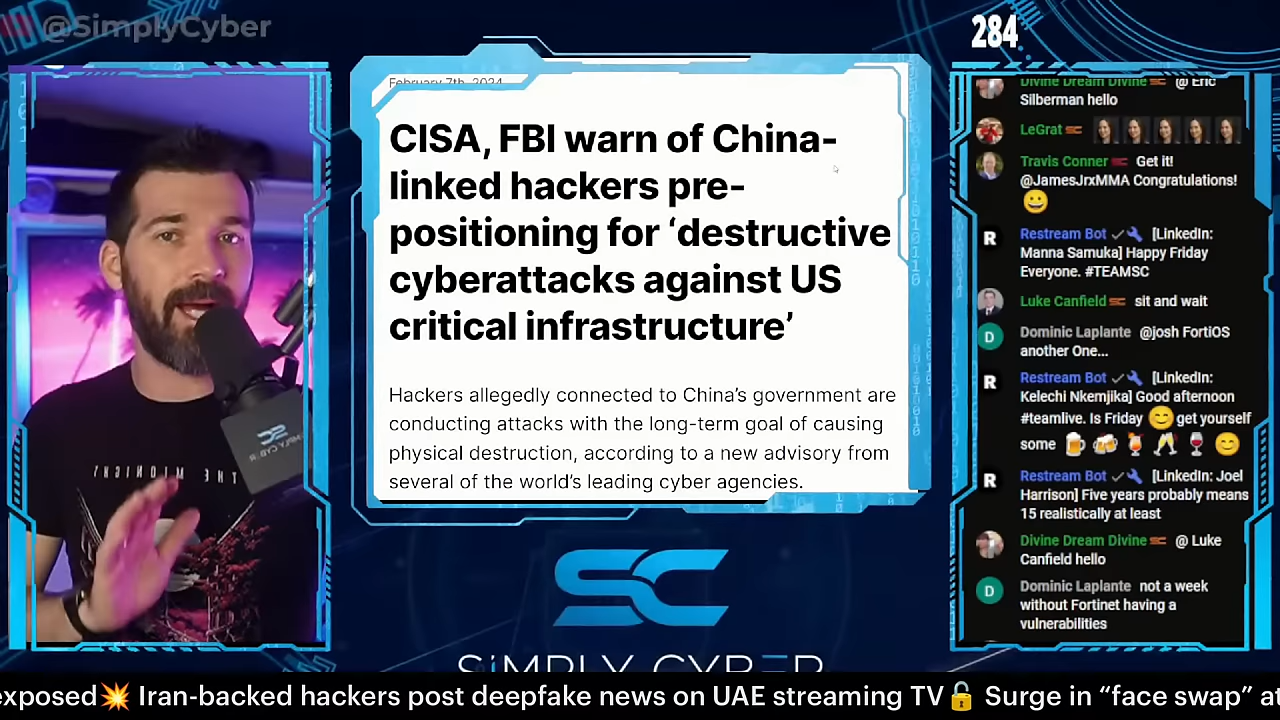 @SimplyCyber
284
February 7th, 2024
CISA, FBI warn of China-
linked hackers pre-
positioning for ‘destructive
cyberattacks against US
critical infrastructure’
Hackers allegedly connected to China’s government are
conducting attacks with the long-term goal of causing
physical destruction, according to a new advisory from
several of the world’s leading cyber agencies.
THE MIDNIGHT
SIMPLY CYBER
Divine Dream Divine @ Eric
Silberman hello
LeGrat
Travis Conner Get it!
@JamesJrxMMA Congratulations!
😀
R
Restream Bot [LinkedIn:
Manna Samuka] Happy Friday
Everyone. #TEAMSC
Luke Canfield sit and wait
D
Dominic Laplante @josh FortiOS
another One...
R
Restream Bot [LinkedIn:
Kelechi Nkemjika] Good afternoon
#teamlive. Is Friday 😊 get yourself
some 🍺 🍻 🍹 🥂 🍷 😊
R
Restream Bot [LinkedIn: Joel
Harrison] Five years probably means
15 realistically at least
Divine Dream Divine @ Luke
Canfield hello
D
Dominic Laplante not a week
without Fortinet having a
vulnerabilities
SC
SIMPLY CYBER
exposed💥 Iran-backed hackers post deepfake news on UAE streaming TV🔓 Surge in “face swap” at